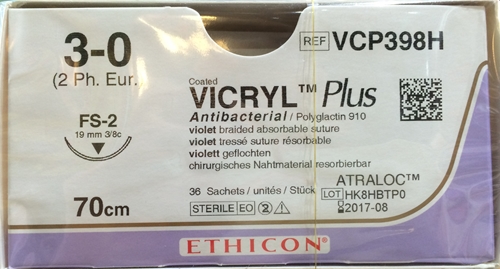 3-0
(2 Ph. Eur.)
FS-2
19 mm 3/8c
70cm
REF VCP398H
Coated
VICRYL™ Plus
Antibacterial / Polyglactin 910
violet braided absorbable suture
violet tressé suture résorbable
violett geflochten
chirurgisches Nahtmaterial resorbierbar
36 Sachets / unités / Stück
ATRALOC™
STERILE EO 2
LOT HK8HBTP0
2017-08
ETHICON